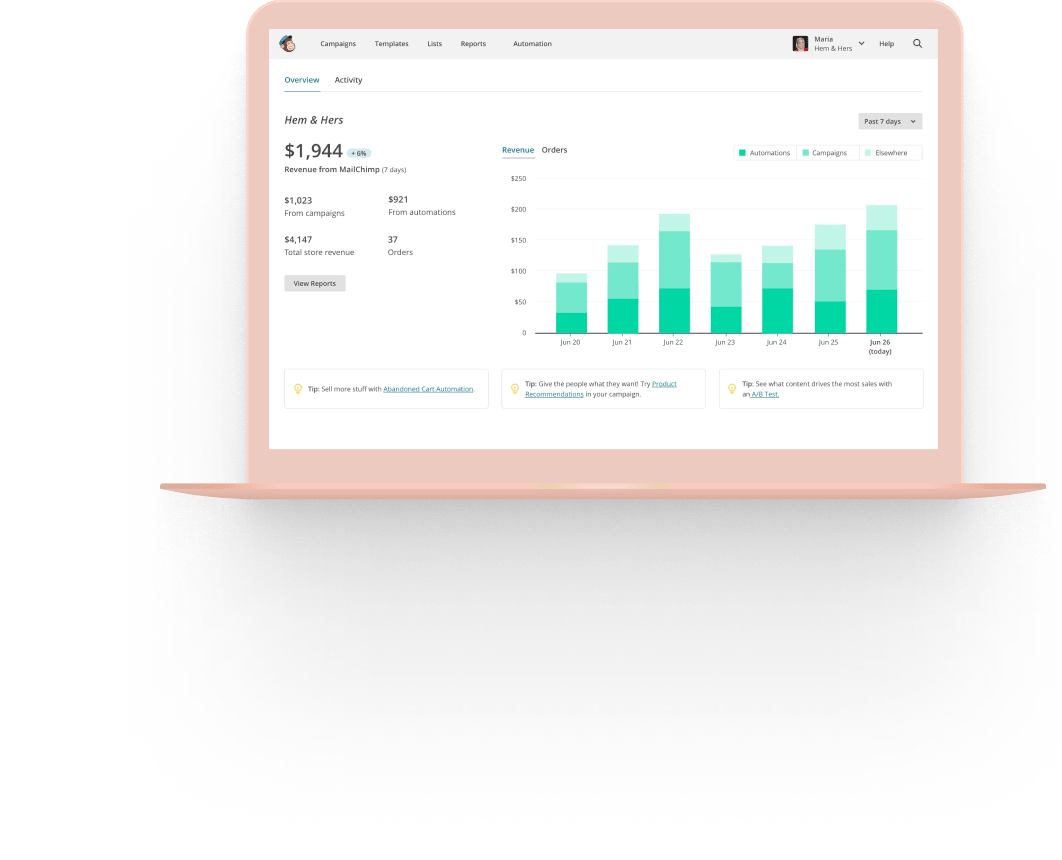 Campaigns Templates Lists Reports Automation
Maria
Hem & Hers
Help
Overview Activity
Hem & Hers
Past 7 days
$1,944 + 6%
Revenue from MailChimp (7 days)
$1,023
From campaigns
$921
From automations
$4,147
Total store revenue
37
Orders
View Reports
Revenue Orders
Automations Campaigns Elsewhere
$250
$200
$150
$100
$50
0
Jun 20 Jun 21 Jun 22 Jun 23 Jun 24 Jun 25 Jun 26
(today)
Tip: Sell more stuff with Abandoned Cart Automation.
Tip: Give the people what they want! Try Product
Recommendations in your campaign.
Tip: See what content drives the most sales with
an A/B Test.